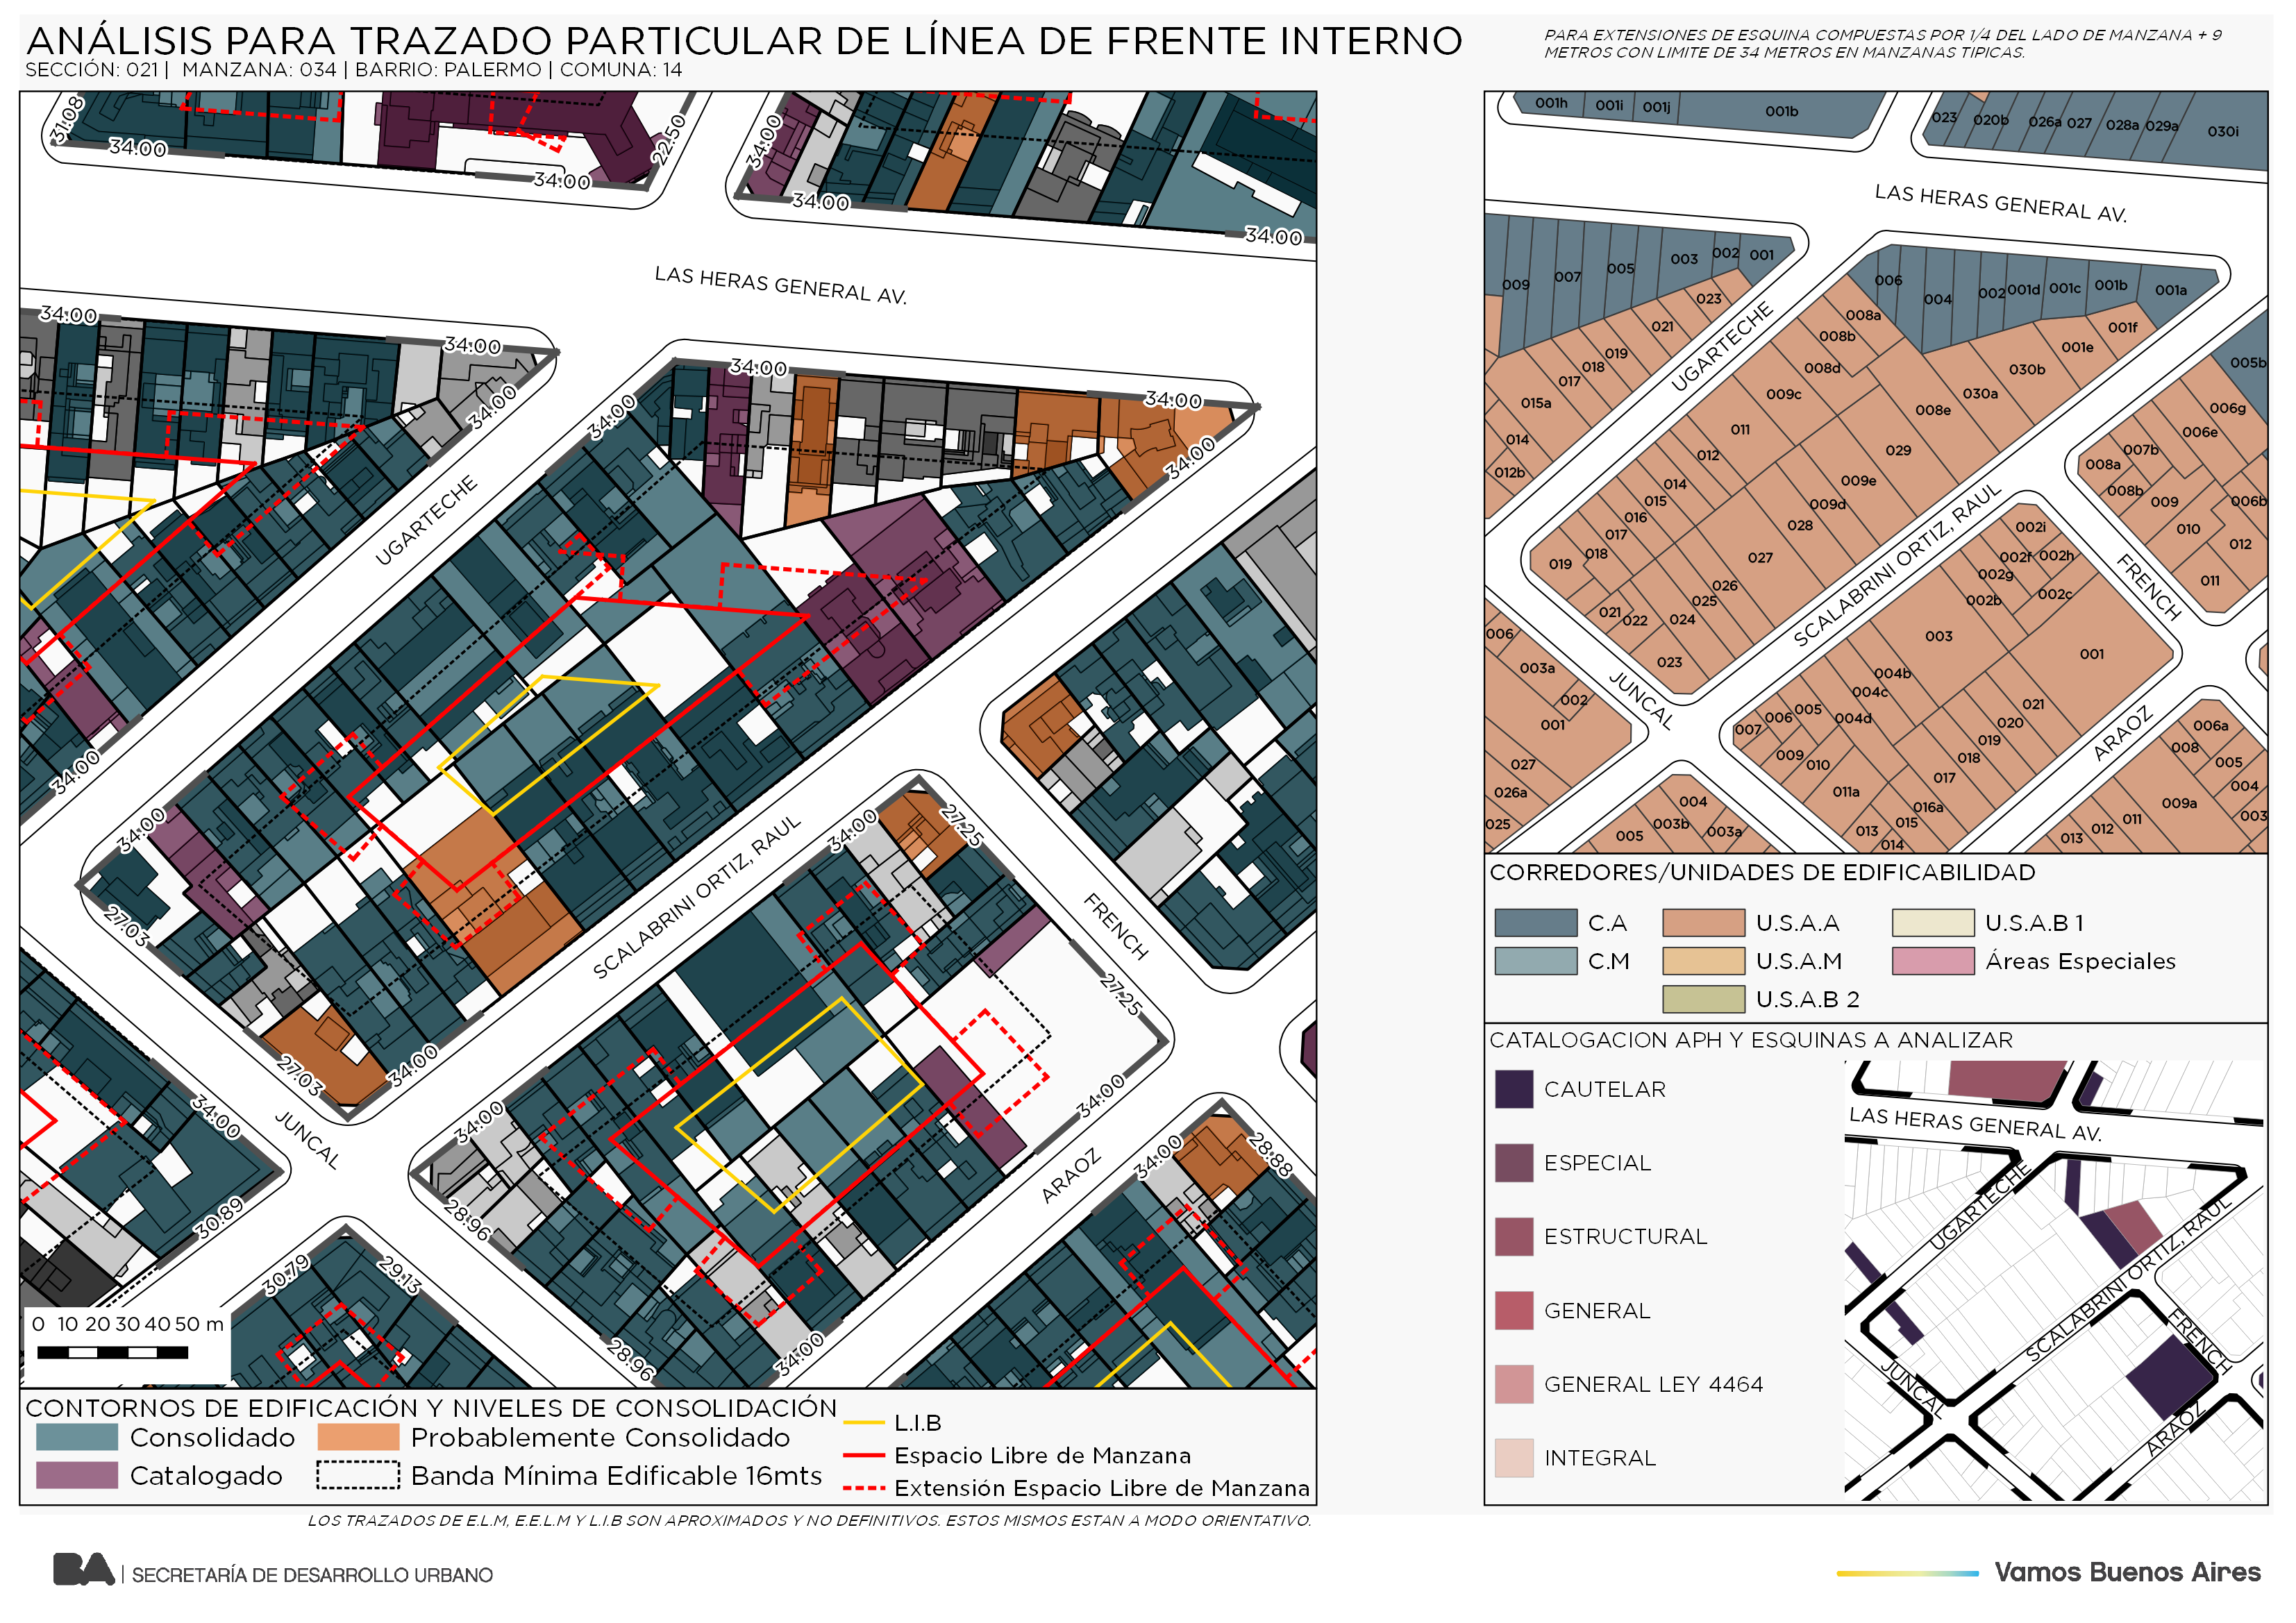 ANÁLISIS PARA TRAZADO PARTICULAR DE LÍNEA DE FRENTE INTERNO
SECCIÓN: 021 | MANZANA: 034 | BARRIO: PALERMO | COMUNA: 14
PARA EXTENSIONES DE ESQUINA COMPUESTAS POR 1/4 DEL LADO DE MANZANA + 9
METROS CON LIMITE DE 34 METROS EN MANZANAS TIPICAS.
31.08
34.00
34.00
22.50
34.00
34.00
34.00
LAS HERAS GENERAL AV.
34.00
34.00
34.00
34.00
34.00
34.00
34.00
UGARTECHE
34.00
34.00
27.03
27.03
34.00
SCALABRINI ORTIZ, RAUL
34.00
27.25
FRENCH
27.25
34.00
ARAOZ
34.00
28.88
JUNCAL
34.00
30.89
34.00
28.96
28.96
34.00
30.79
29.13
0 10 20 30 40 50 m
CONTORNOS DE EDIFICACIÓN Y NIVELES DE CONSOLIDACIÓN
Consolidado
Probablemente Consolidado
Catalogado
Banda Mínima Edificable 16mts
L.I.B
Espacio Libre de Manzana
Extensión Espacio Libre de Manzana
LOS TRAZADOS DE E.L.M, E.E.L.M Y L.I.B SON APROXIMADOS Y NO DEFINITIVOS. ESTOS MISMOS ESTAN A MODO ORIENTATIVO.
001h 001i 001j 001b
023 020b 026a 027 028a 029a 030i
LAS HERAS GENERAL AV.
009 007 005 003 002 001
023 021 019 018 017 015a 014 012b
UGARTECHE
006 004 002 001d 001c 001b 001a
008a 008b 008d 001f 001e 030b 030a 008e
009c 011 012 029 009e 009d 028 027
014 015 016 017 018 019
026 025 024 021 022 023
SCALABRINI ORTIZ, RAUL
005b 006g 006e 007b 008a 008b 009 006b 010 012 011
FRENCH
002i 002f 002h 002g 002b 002c 003 001
004b 004c 004d 005 006 007 009 010 011a
021 020 019 018 017 016a 015 013 014
ARAOZ
JUNCAL
006 003a 002 001 027 026a 025
004 003b 003a 005
006a 008 005 004 003 009a 011 012 013
CORREDORES/UNIDADES DE EDIFICABILIDAD
C.A
U.S.A.A
U.S.A.B 1
C.M
U.S.A.M
Áreas Especiales
U.S.A.B 2
CATALOGACION APH Y ESQUINAS A ANALIZAR
CAUTELAR
ESPECIAL
ESTRUCTURAL
GENERAL
GENERAL LEY 4464
INTEGRAL
LAS HERAS GENERAL AV.
UGARTECHE
SCALABRINI ORTIZ, RAUL
FRENCH
JUNCAL
ARAOZ
BA | SECRETARÍA DE DESARROLLO URBANO
Vamos Buenos Aires